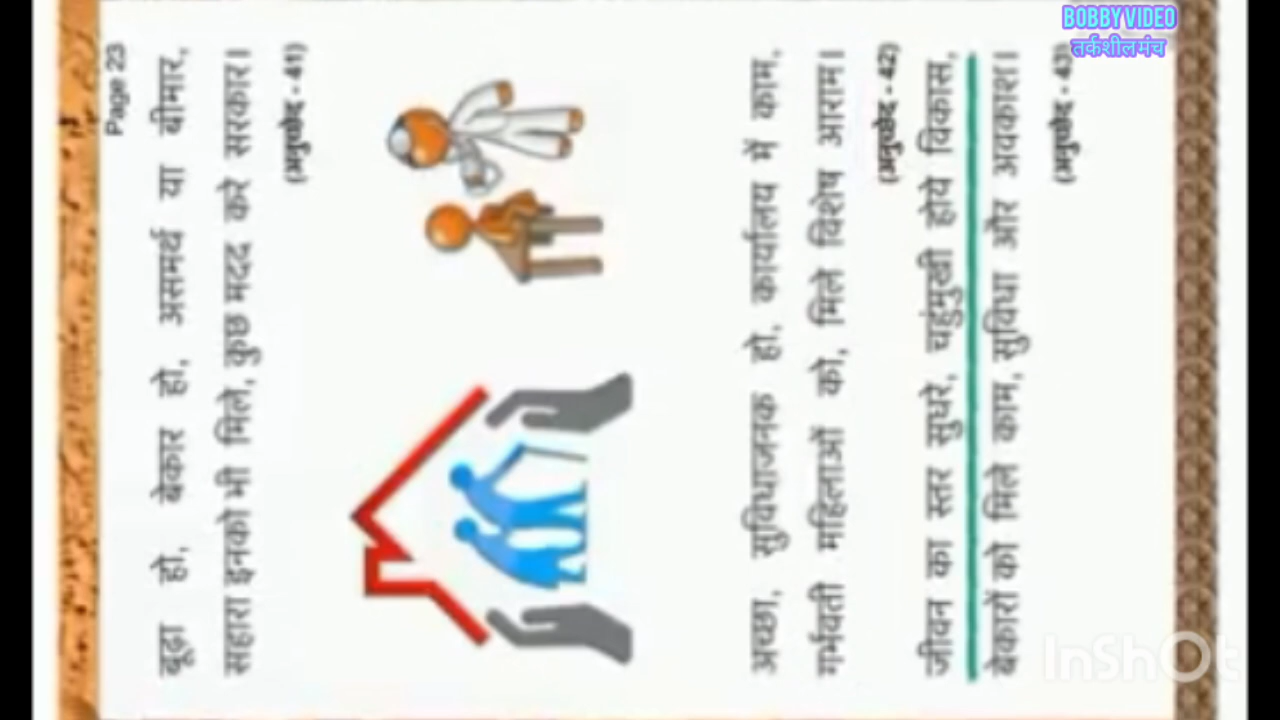 BOBBY VIDEO
तर्कशील मंच
Page 23
बूढ़ा हो, बेकार हो, असमर्थ या बीमार,
सहारा इनको भी मिले, कुछ मदद करे सरकार।
(अनुच्छेद - 41)
अच्छा, सुविधाजनक हो, कार्यालय में काम,
गर्भवती महिलाओं को, मिले विशेष आराम।
(अनुच्छेद - 42)
जीवन का स्तर सुधरे, चहुंमुखी होये विकास,
बेकारों को मिले काम, सुविधा और अवकाश।
(अनुच्छेद - 43)
InShOt